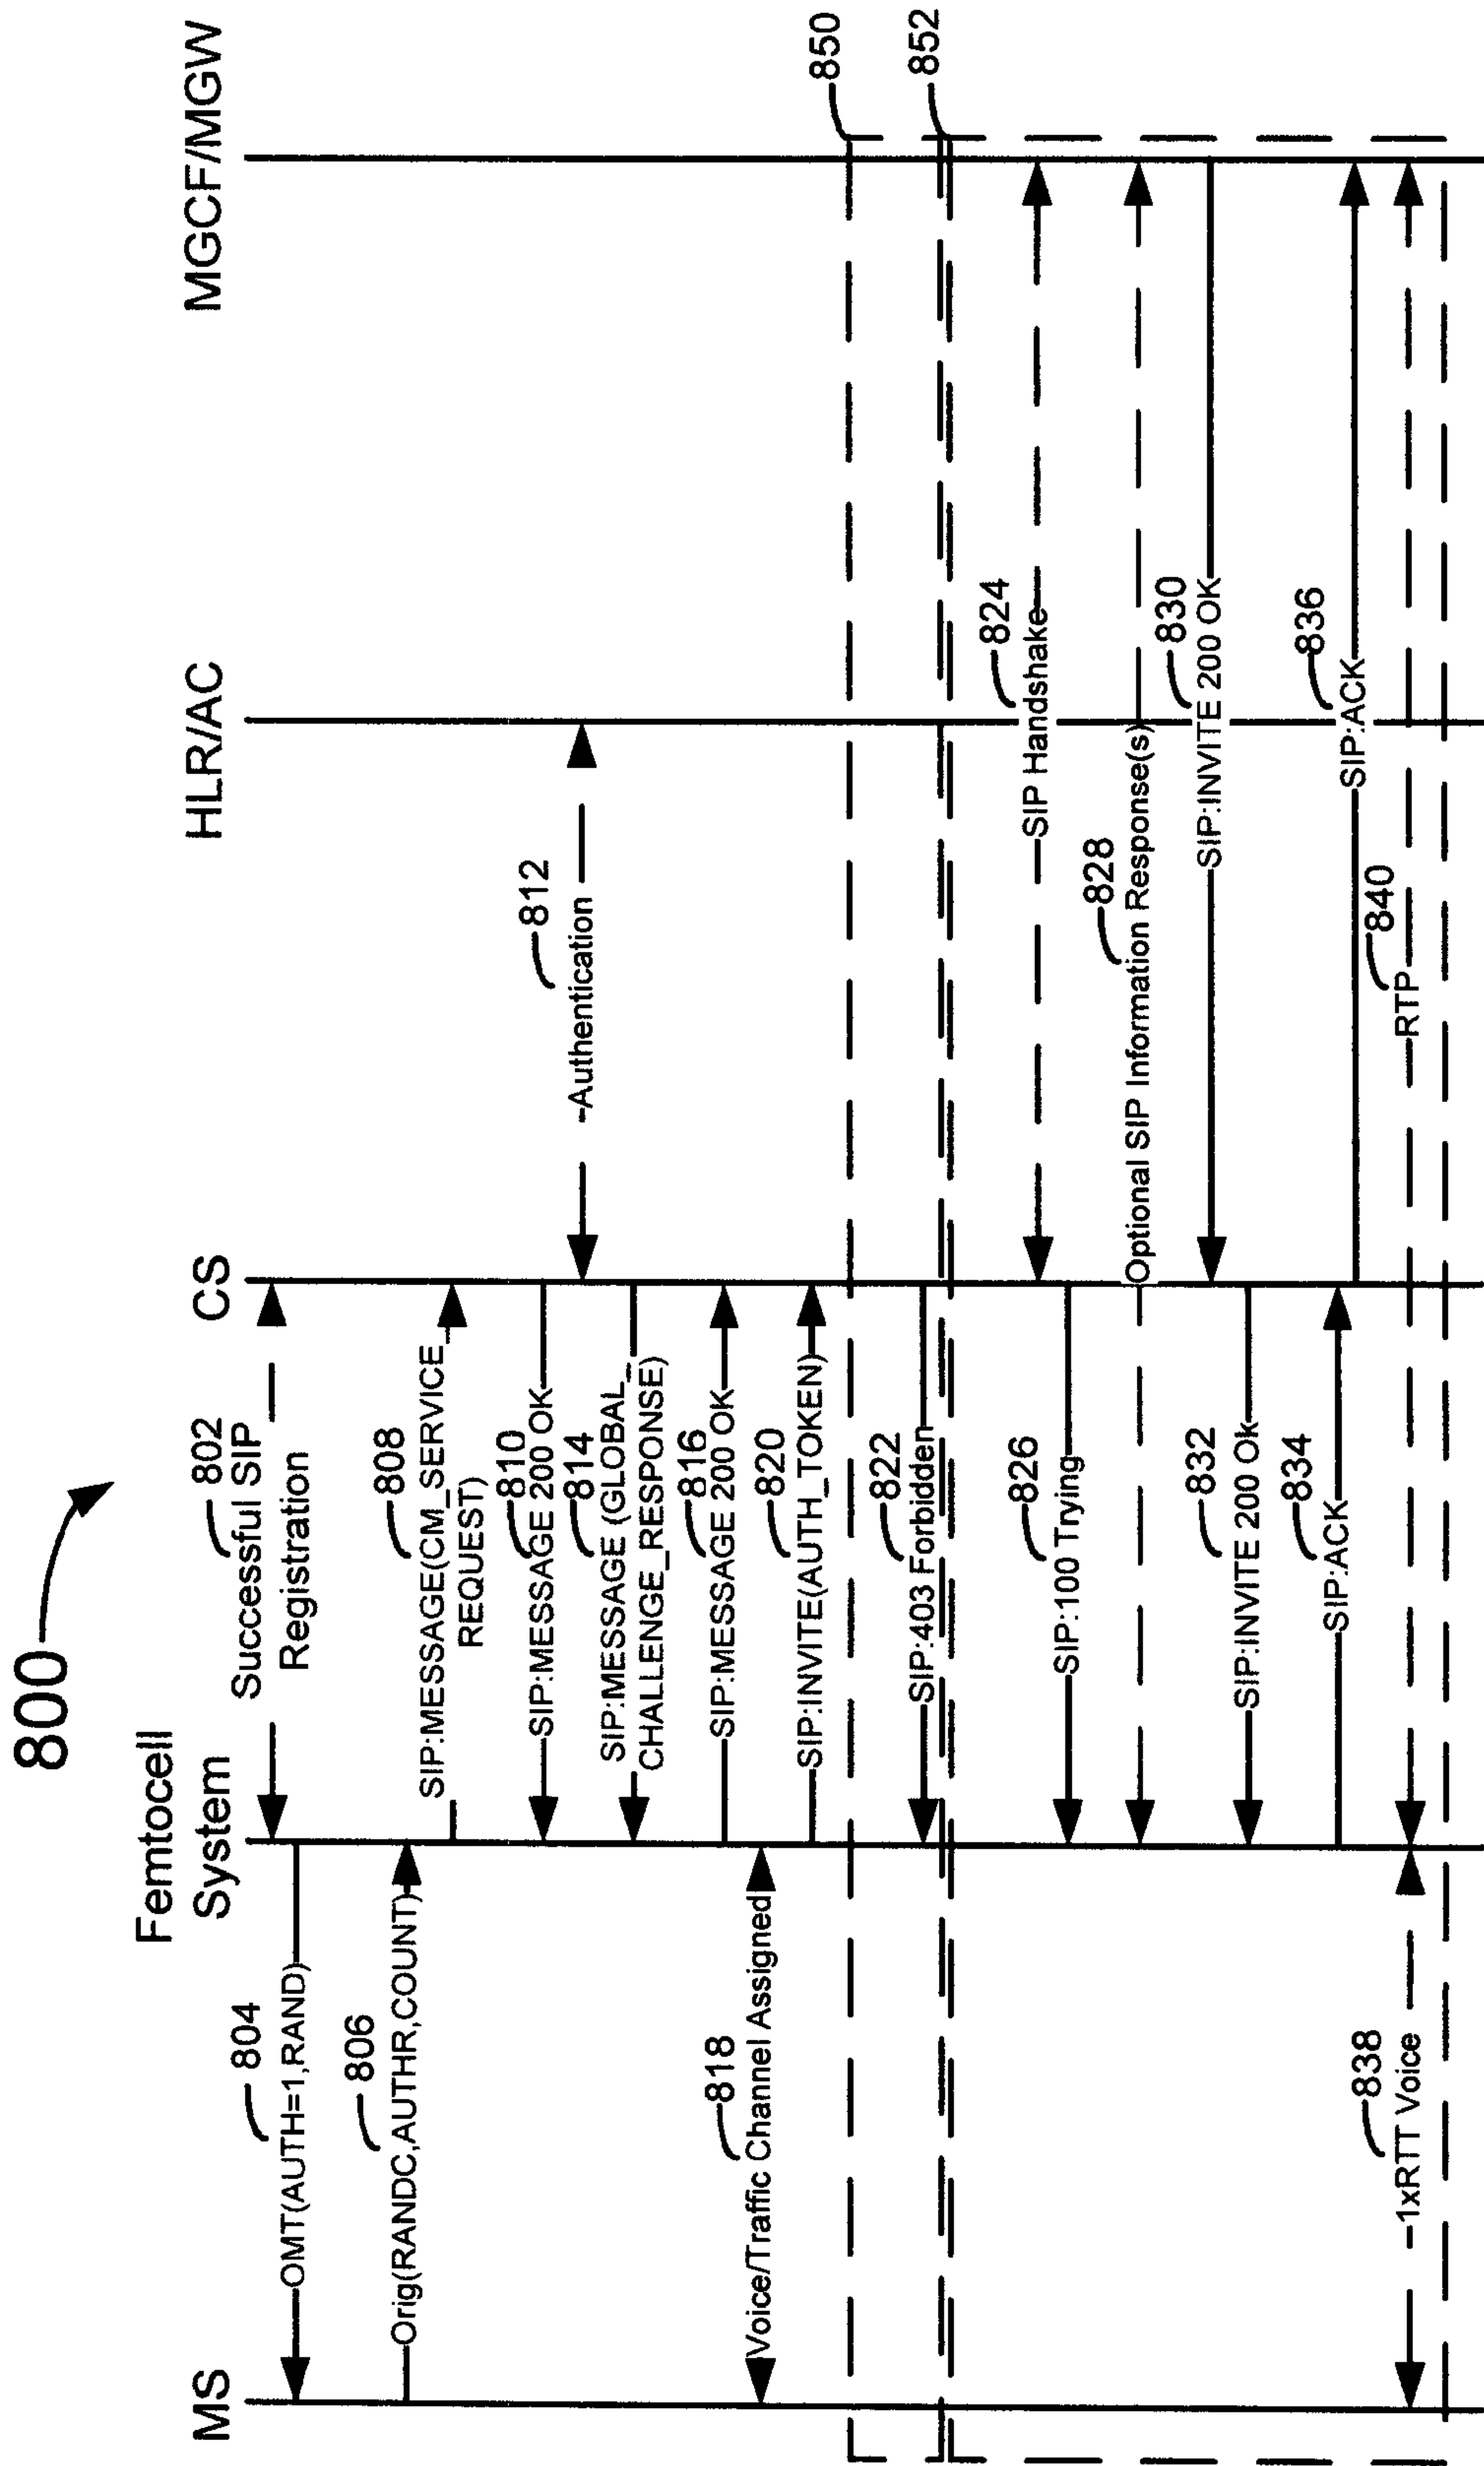 800
MS
Femtocell
System
CS
HLR/AC
MGCF/MGW
802
Successful SIP
Registration
804
OMT(AUTH=1,RAND)
806
Orig(RANDC,AUTHR,COUNT)
808
SIP:MESSAGE(CM_SERVICE_
REQUEST)
810
SIP:MESSAGE 200 OK
812
Authentication
814
SIP:MESSAGE (GLOBAL_
CHALLENGE_RESPONSE)
816
SIP:MESSAGE 200 OK
818
Voice/Traffic Channel Assigned
820
SIP:INVITE(AUTH_TOKEN)
850
822
SIP:403 Forbidden
852
824
SIP Handshake
826
SIP:100 Trying
828
Optional SIP Information Response(s)
830
SIP:INVITE 200 OK
832
SIP:INVITE 200 Ok
834
SIP:ACK
836
SIP:ACK
838
1xRTT Voice
840
RTP